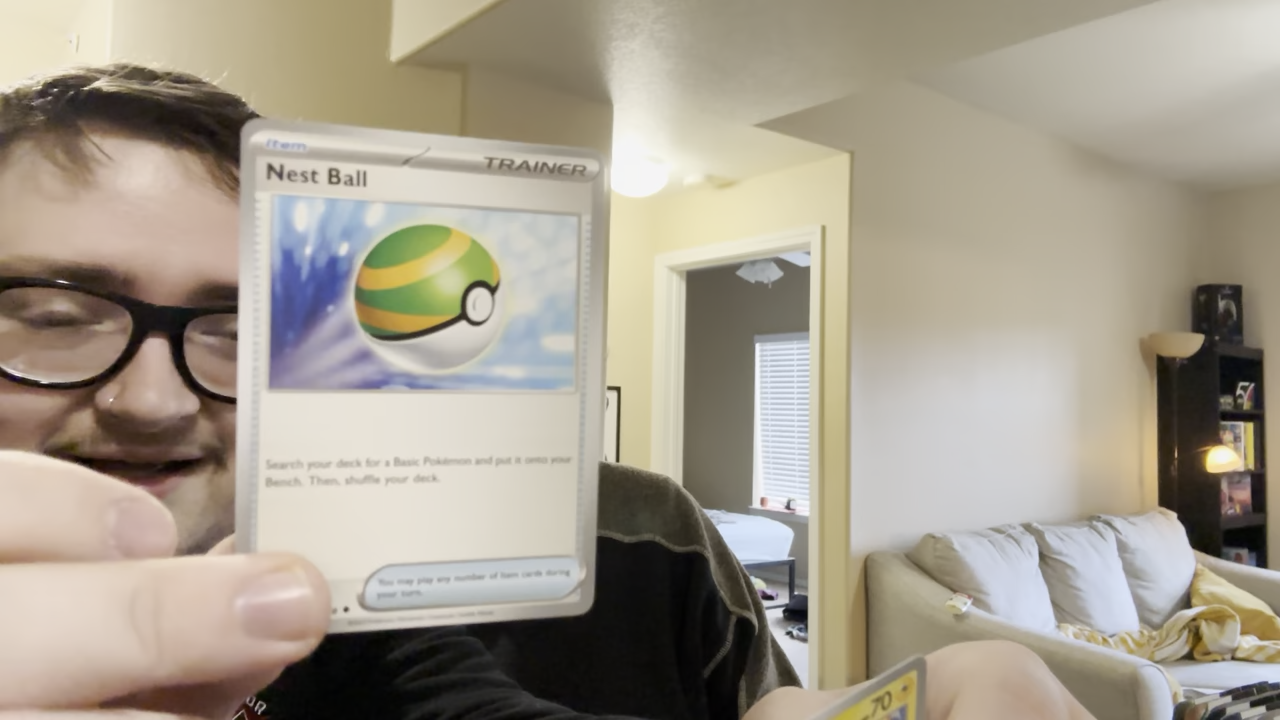 Item
TRAINER
Nest Ball
Search your deck for a Basic Pokémon and put it onto your
Bench. Then, shuffle your deck.
You may play any number of Item cards during
your turn.
70
OR